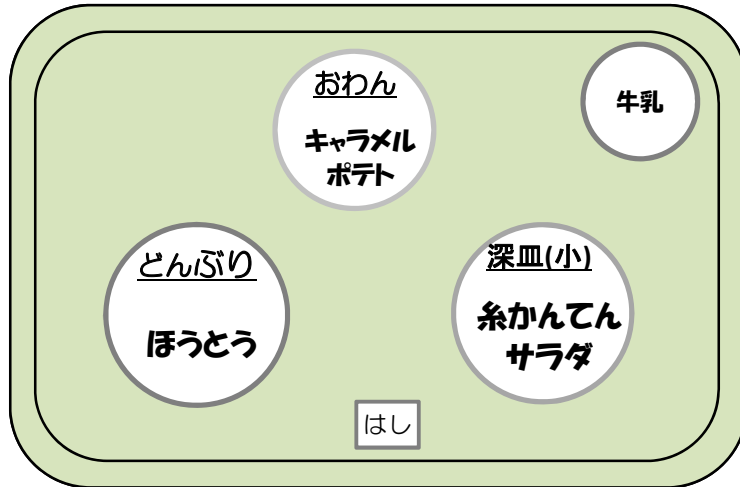 おわん
キャラメル
ポテト
牛乳
どんぶり
ほうとう
深皿(小)
糸かんてん
サラダ
はし